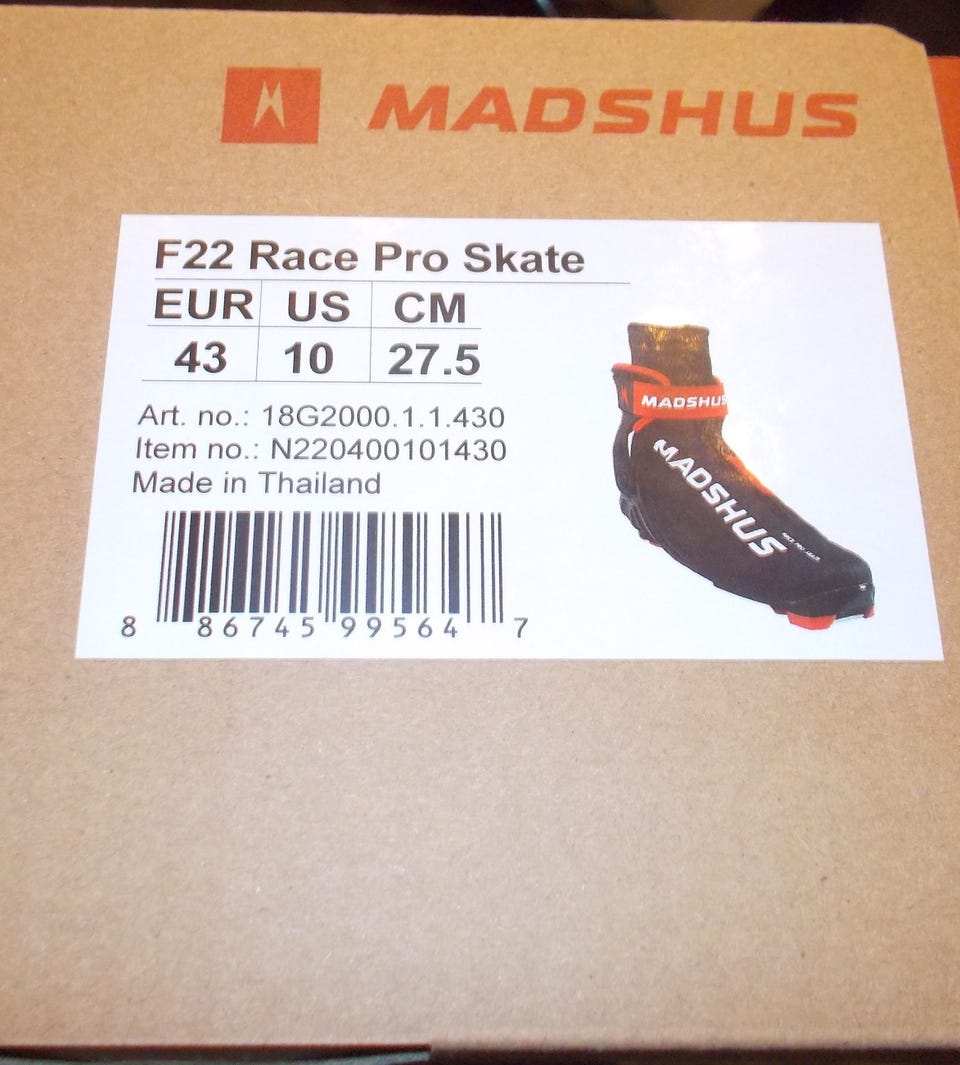 MADSHUS
F22 Race Pro Skate
EUR US CM
43 10 27.5
Art. no.: 18G2000.1.1.430
Item no.: N220400101430
Made in Thailand
8 86745 99564 7
MADSHUS
MADSHUS